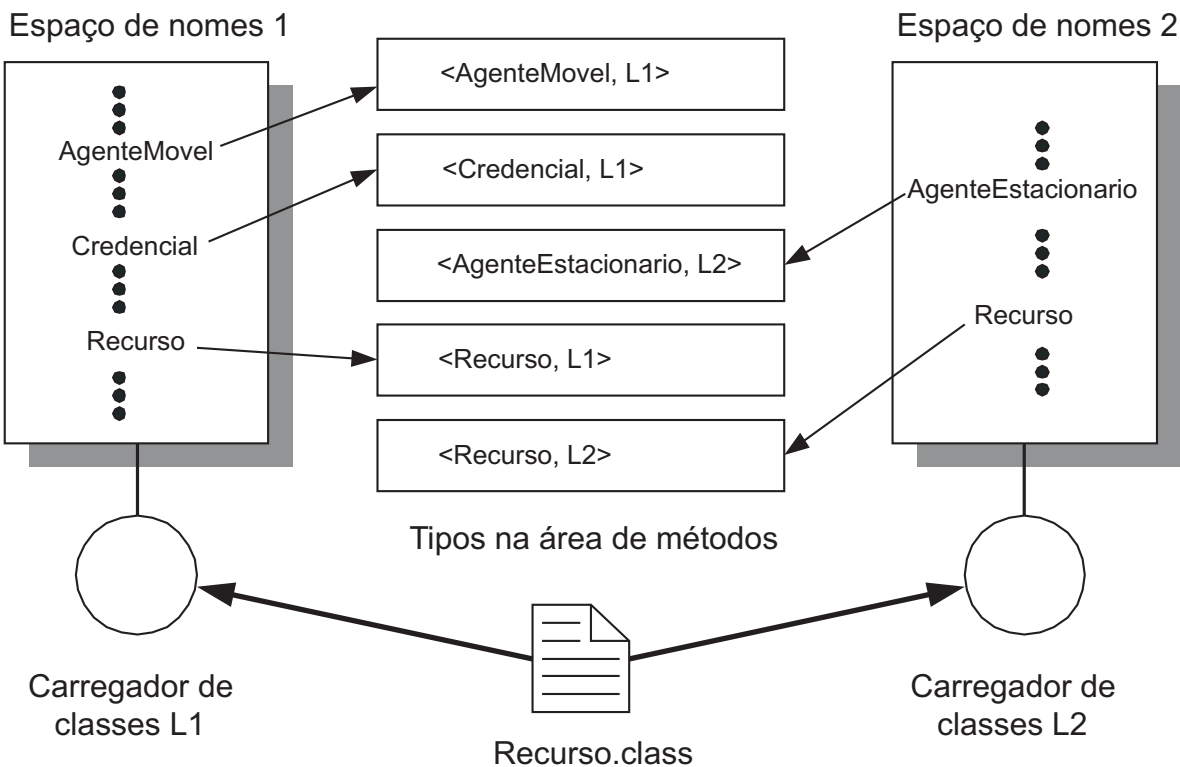 Espaço de nomes 1
Espaço de nomes 2
AgenteMovel
Credencial
Recurso
<AgenteMovel, L1>
<Credencial, L1>
<AgenteEstacionario, L2>
<Recurso, L1>
<Recurso, L2>
AgenteEstacionario
Recurso
Tipos na área de métodos
Carregador de
classes L1
Recurso.class
Carregador de
classes L2